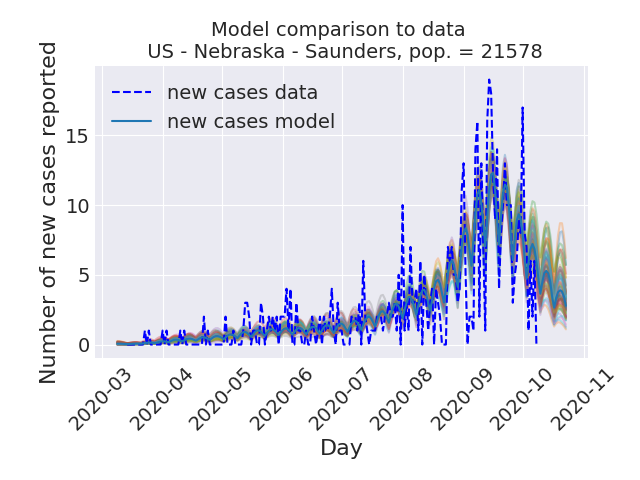 Model comparison to data
US - Nebraska - Saunders, pop. = 21578
new cases data
new cases model
Number of new cases reported
15
10
5
0
2020-03
2020-04
2020-05
2020-06
2020-07
2020-08
2020-09
2020-10
2020-11
Day